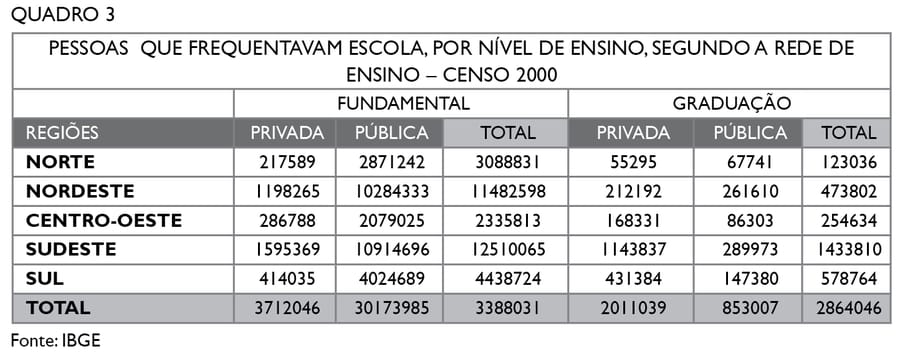 QUADRO 3
PESSOAS QUE FREQUENTAVAM ESCOLA, POR NÍVEL DE ENSINO, SEGUNDO A REDE DE
ENSINO – CENSO 2000
FUNDAMENTAL GRADUAÇÃO
REGIÕES PRIVADA PÚBLICA TOTAL PRIVADA PÚBLICA TOTAL
NORTE 217589 2871242 3088831 55295 67741 123036
NORDESTE 1198265 10284333 11482598 212192 261610 473802
CENTRO-OESTE 286788 2079025 2335813 168331 86303 254634
SUDESTE 1595369 10914696 12510065 1143837 289973 1433810
SUL 414035 4024689 4438724 431384 147380 578764
TOTAL 3712046 30173985 3388031 2011039 853007 2864046
Fonte: IBGE